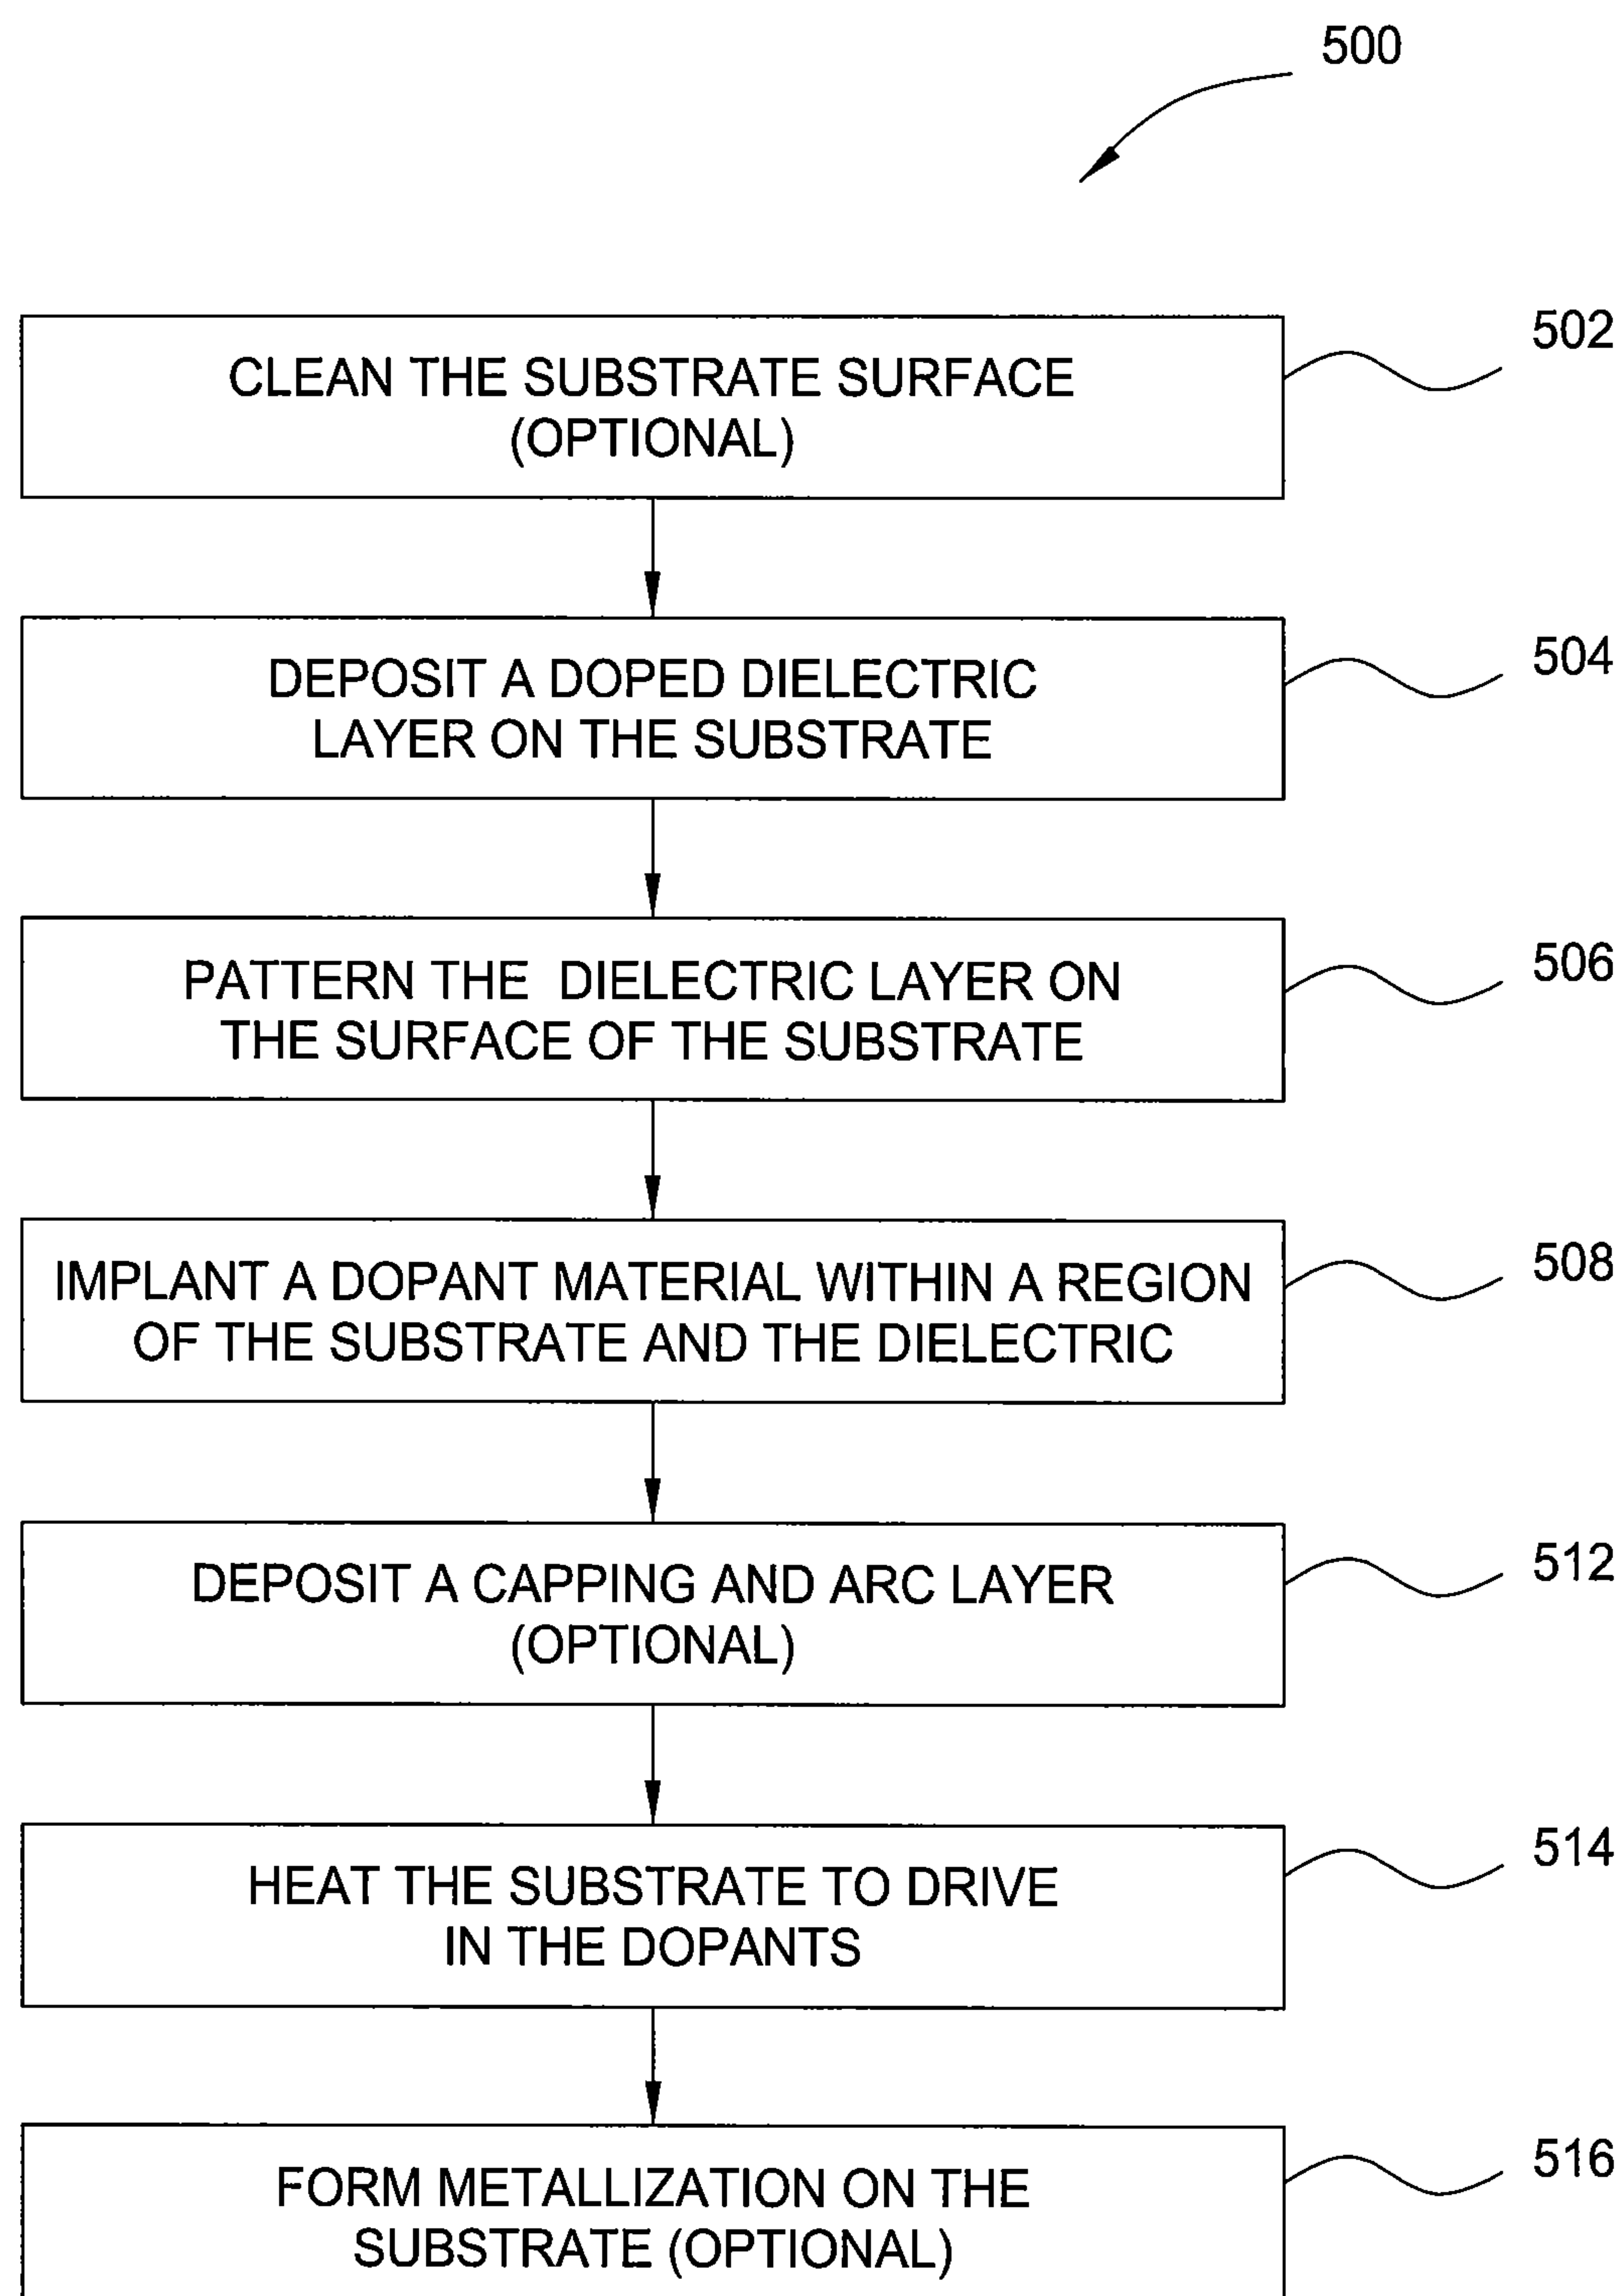 500
CLEAN THE SUBSTRATE SURFACE
(OPTIONAL)
502
DEPOSIT A DOPED DIELECTRIC
LAYER ON THE SUBSTRATE
504
PATTERN THE DIELECTRIC LAYER ON
THE SURFACE OF THE SUBSTRATE
506
IMPLANT A DOPANT MATERIAL WITHIN A REGION
OF THE SUBSTRATE AND THE DIELECTRIC
508
DEPOSIT A CAPPING AND ARC LAYER
(OPTIONAL)
512
HEAT THE SUBSTRATE TO DRIVE
IN THE DOPANTS
514
FORM METALLIZATION ON THE
SUBSTRATE (OPTIONAL)
516